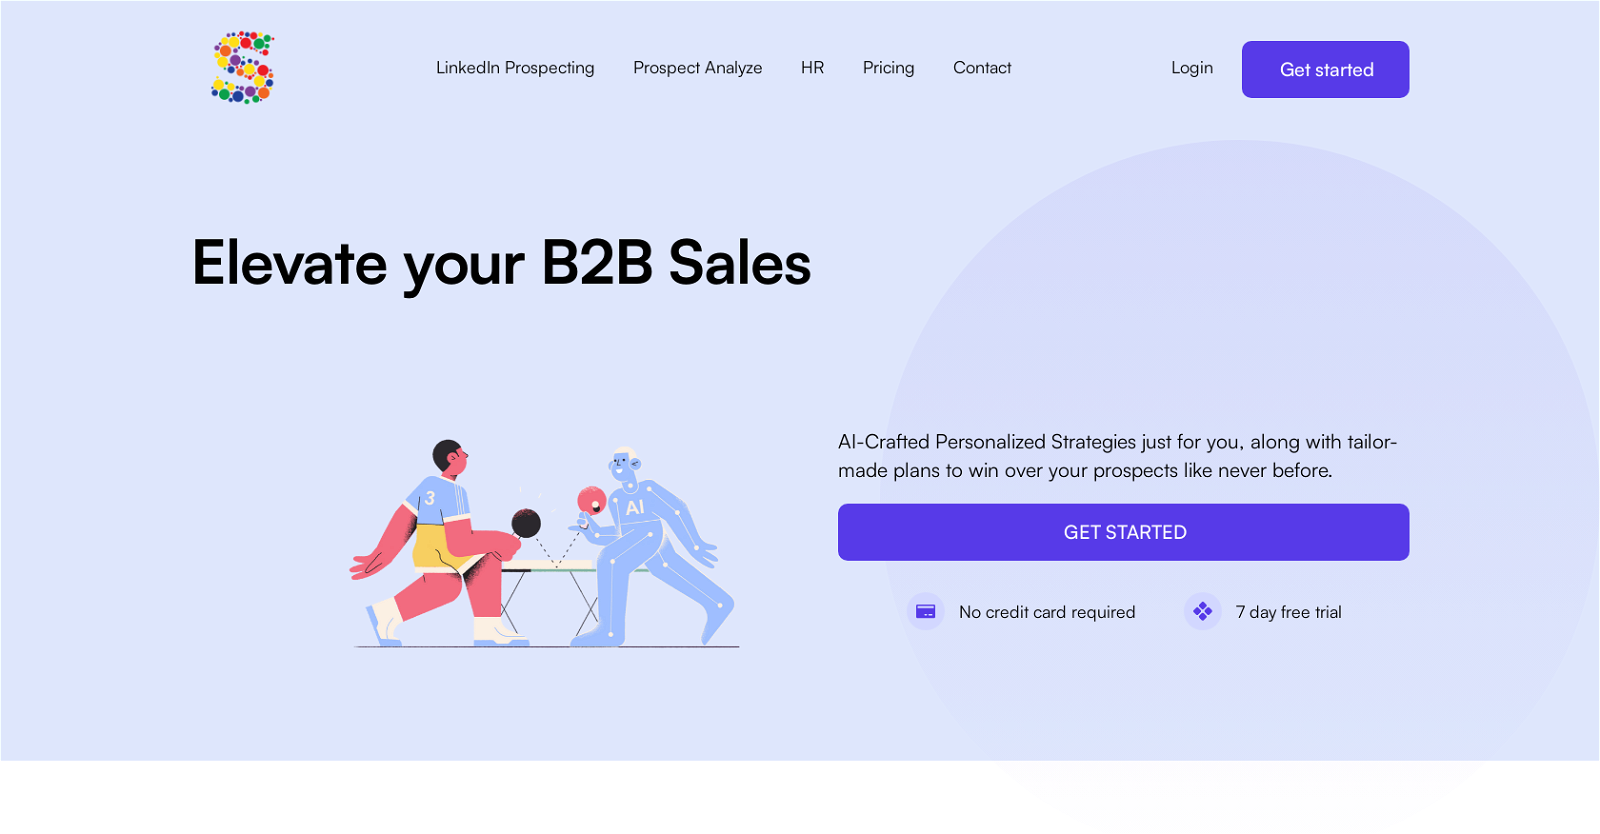 S
LinkedIn Prospecting
Prospect Analyze
HR
Pricing
Contact
Login
Get started
Elevate your B2B Sales
3
AI
AI-Crafted Personalized Strategies just for you, along with tailor-
made plans to win over your prospects like never before.
GET STARTED
No credit card required
7 day free trial